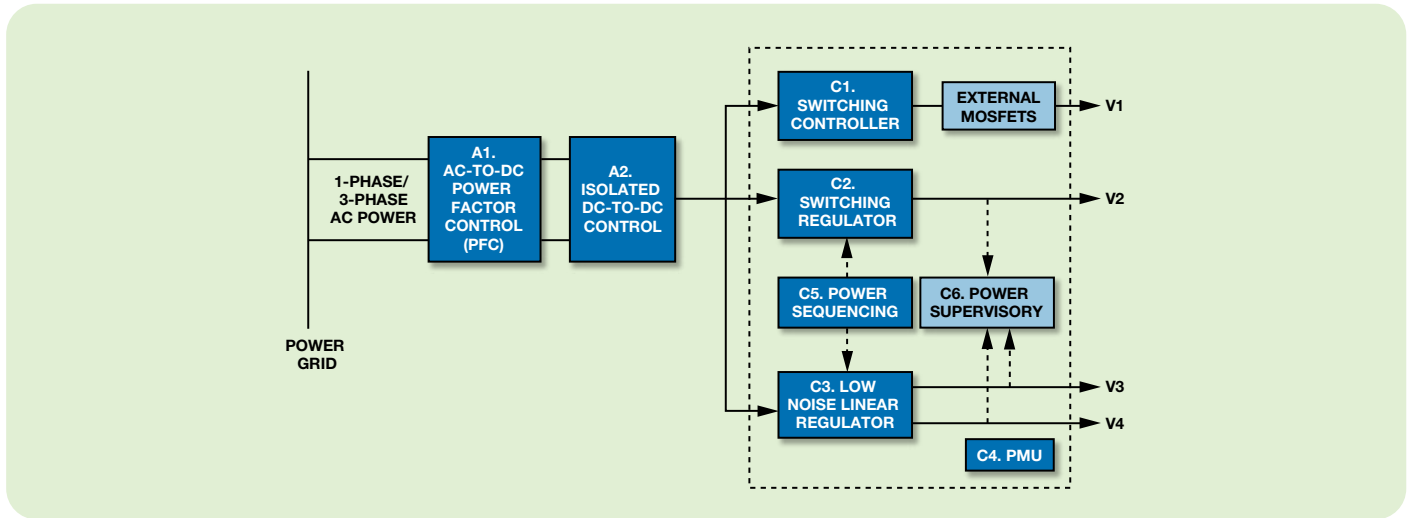 1-PHASE/
3-PHASE
AC POWER
POWER
GRID
A1.
AC-TO-DC
POWER
FACTOR
CONTROL
(PFC)
A2.
ISOLATED
DC-TO-DC
CONTROL
C1.
SWITCHING
CONTROLLER
EXTERNAL
MOSFETS
V1
C2.
SWITCHING
REGULATOR
V2
C5. POWER
SEQUENCING
C6. POWER
SUPERVISORY
C3. LOW
NOISE LINEAR
REGULATOR
V3
V4
C4. PMU